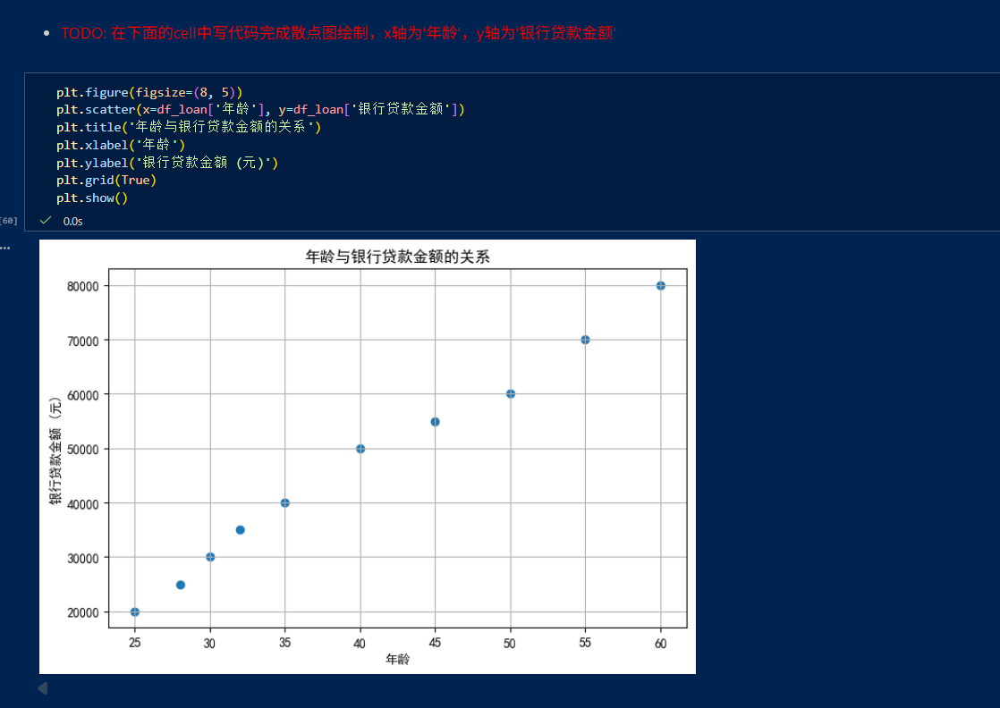 TODO: 在下面的cell中写代码完成散点图绘制，x轴为'年龄'，y轴为'银行贷款金额'
plt.figure(figsize=(8, 5))
plt.scatter(x=df_loan['年龄'], y=df_loan['银行贷款金额'])
plt.title('年龄与银行贷款金额的关系')
plt.xlabel('年龄')
plt.ylabel('银行贷款金额 (元)')
plt.grid(True)
plt.show()
[60]
0.0s
...
年龄与银行贷款金额的关系
80000
70000
60000
50000
40000
30000
20000
银行贷款金额 (元)
25 30 35 40 45 50 55 60
年龄